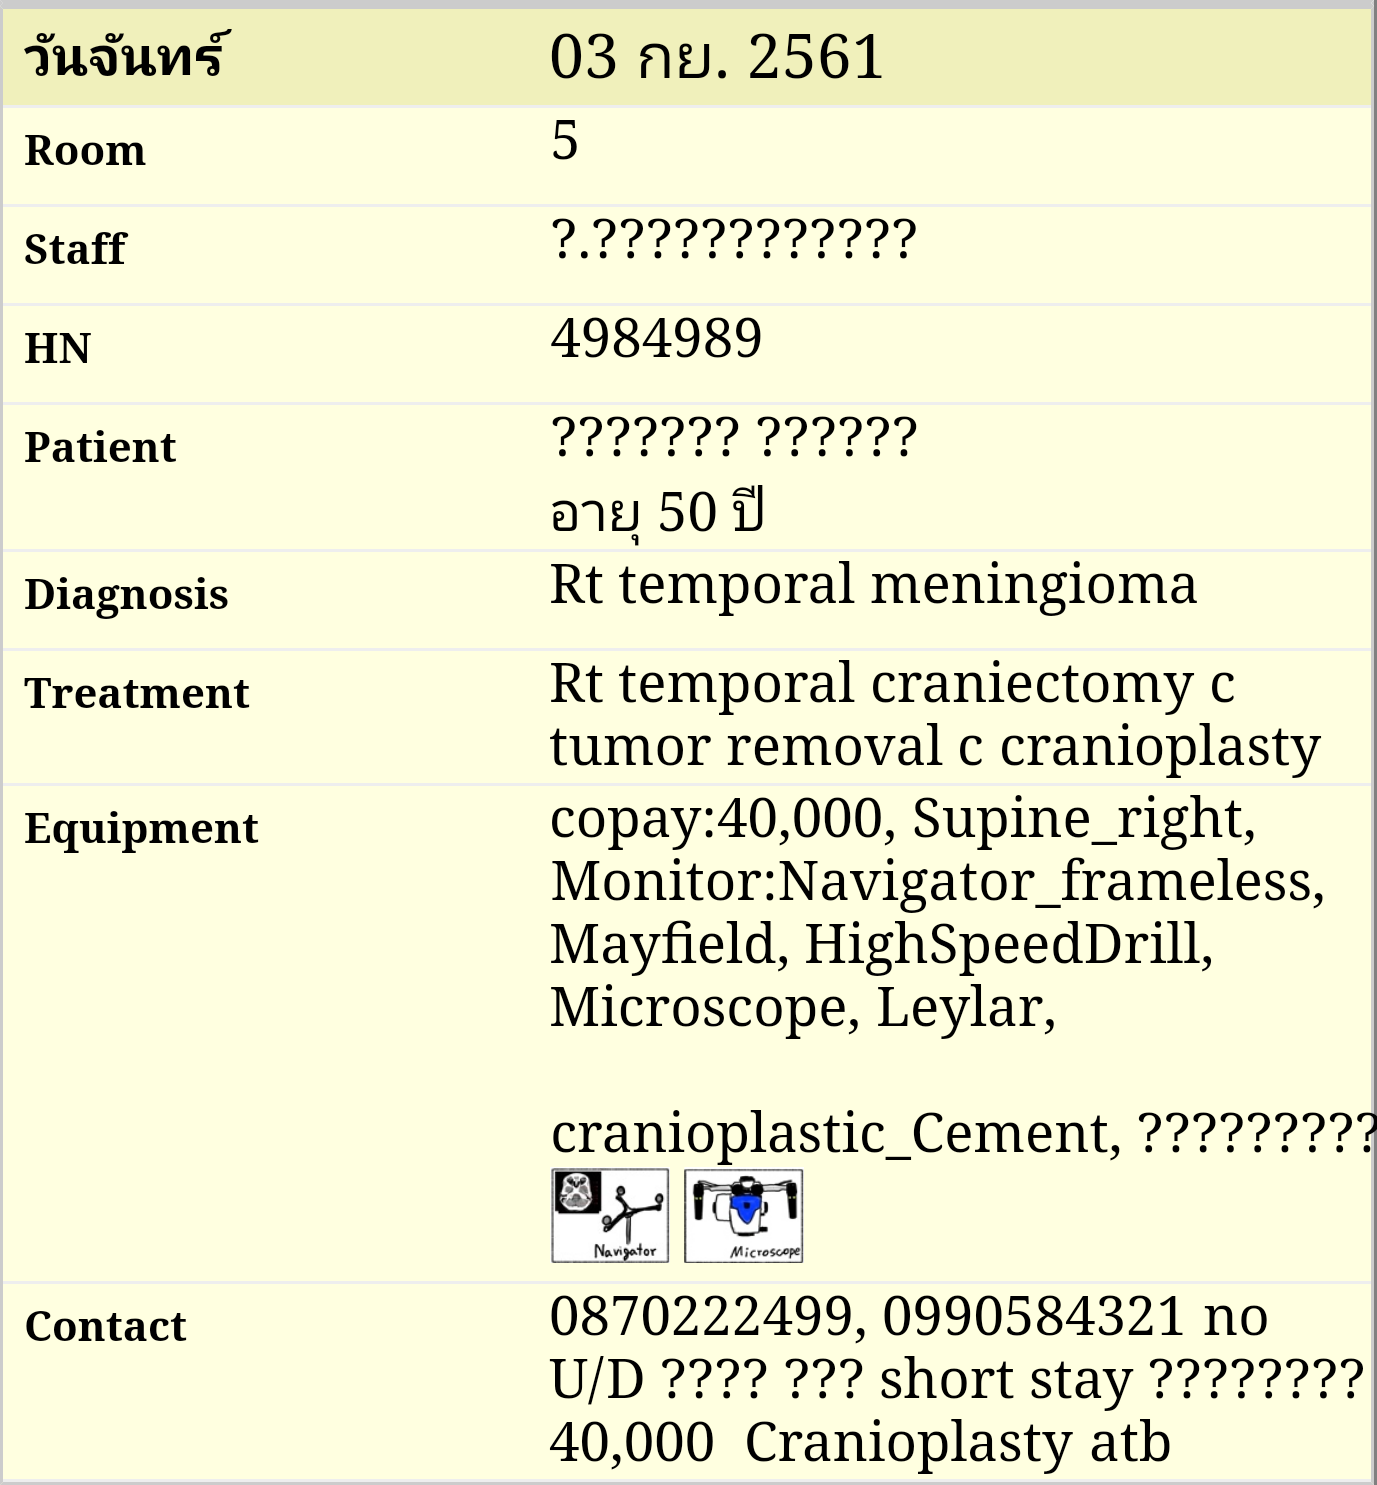 วันจันทร์ 03 กย. 2561
Room 5
Staff ?.????????????
HN 4984989
Patient ??????? ??????
อายุ 50 ปี
Diagnosis Rt temporal meningioma
Treatment Rt temporal craniectomy c
tumor removal c cranioplasty
Equipment copay:40,000, Supine_right,
Monitor:Navigator_frameless,
Mayfield, HighSpeedDrill,
Microscope, Leylar,
cranioplastic_Cement, ?????????
Navigator Microscope
Contact 0870222499, 0990584321 no
U/D ???? ??? short stay ????????
40,000 Cranioplasty atb